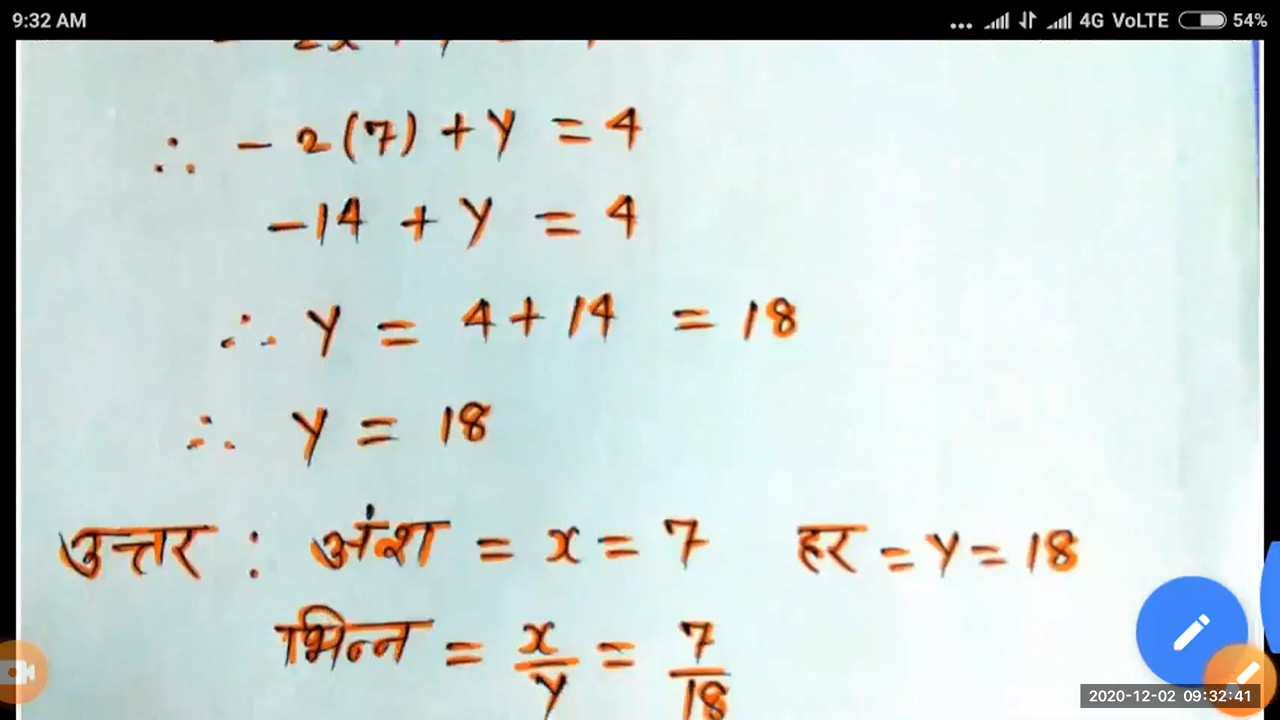 9:32 AM ... 4G VoLTE 54%
∴ - 2(7) + y = 4
-14 + y = 4
∴ y = 4 + 14 = 18
∴ y = 18
उत्तर : अंश = x = 7 हर = y = 18
भिन्न = x/y = 7/18
2020-12-02 09:32:41